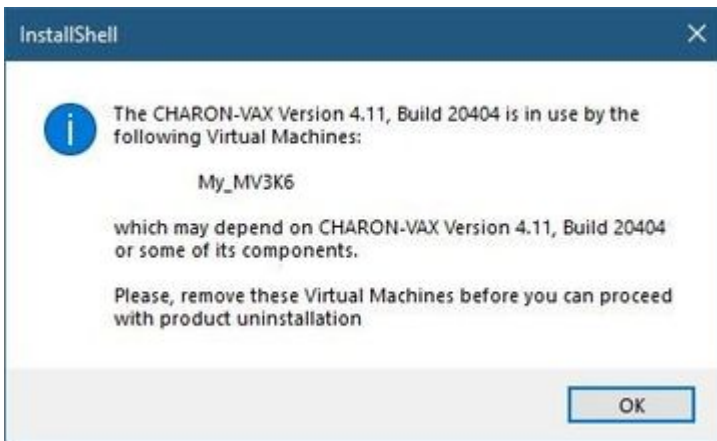 InstallShell
The CHARON-VAX Version 4.11, Build 20404 is in use by the
following Virtual Machines:
My_MV3K6
which may depend on CHARON-VAX Version 4.11, Build 20404
or some of its components.
Please, remove these Virtual Machines before you can proceed
with product uninstallation
OK